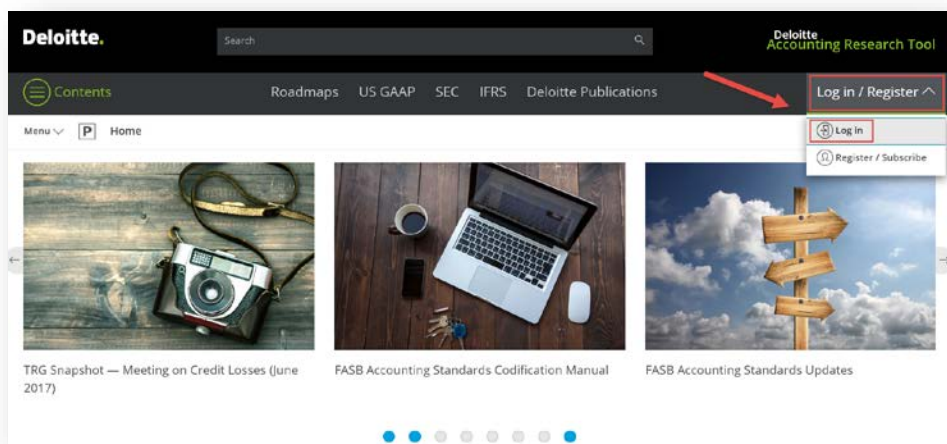 Deloitte.
Search
Deloitte
Accounting Research Tool
Contents
Roadmaps US GAAP SEC IFRS Deloitte Publications
Log in / Register
Log in
Register / Subscribe
Menu P Home
TRG Snapshot — Meeting on Credit Losses (June
2017)
FASB Accounting Standards Codification Manual
FASB Accounting Standards Updates